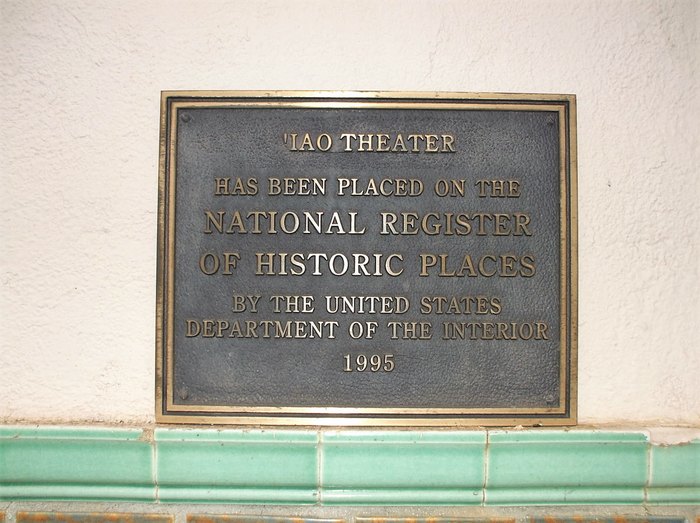 'IAO THEATER
HAS BEEN PLACED ON THE
NATIONAL REGISTER
OF HISTORIC PLACES
BY THE UNITED STATES
DEPARTMENT OF THE INTERIOR
1995